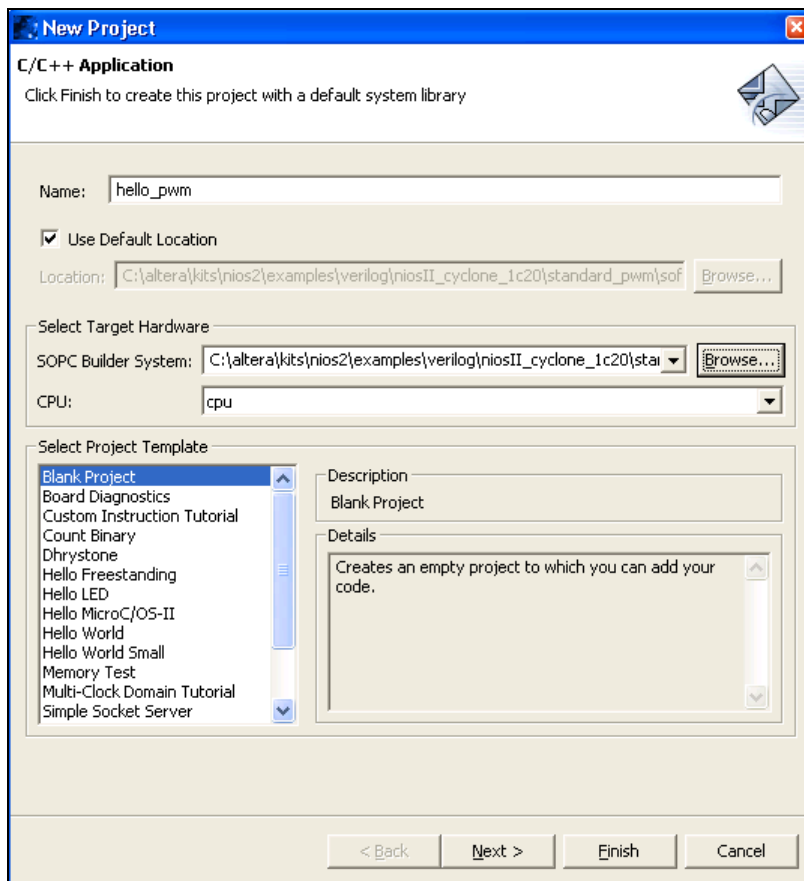 New Project
C/C++ Application
Click Finish to create this project with a default system library
Name: hello_pwm
Use Default Location
Location: C:\altera\kits\nios2\examples\verilog\niosII_cyclone_1c20\standard_pwm\sof Browse...
Select Target Hardware
SOPC Builder System: C:\altera\kits\nios2\examples\verilog\niosII_cyclone_1c20\sta Browse...
CPU: cpu
Select Project Template
Blank Project
Board Diagnostics
Custom Instruction Tutorial
Count Binary
Dhrystone
Hello Freestanding
Hello LED
Hello MicroC/OS-II
Hello World
Hello World Small
Memory Test
Multi-Clock Domain Tutorial
Simple Socket Server
Description
Blank Project
Details
Creates an empty project to which you can add your
code.
< Back Next > Finish Cancel